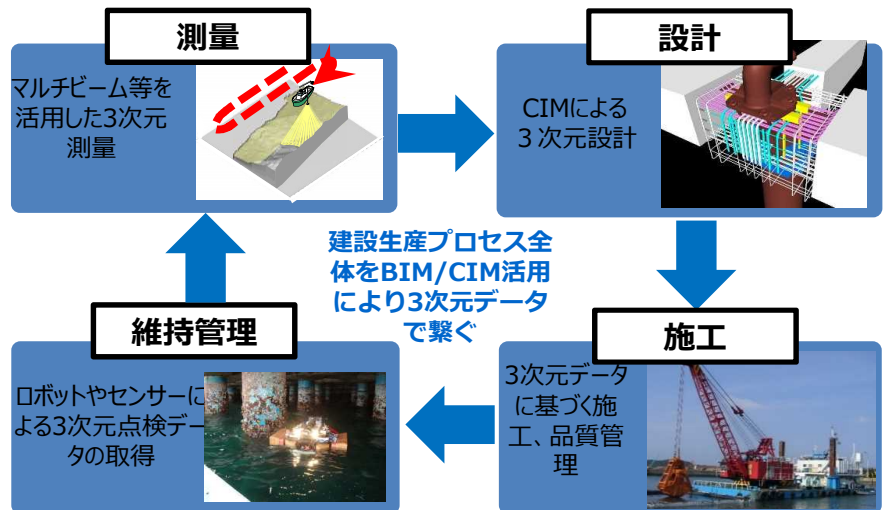 測量
マルチビーム等を
活用した3次元
測量
設計
CIMによる
３次元設計
建設生産プロセス全
体をBIM/CIM活用
により3次元データ
で繋ぐ
維持管理
ロボットやセンサーに
よる3次元点検デー
タの取得
施工
3次元データ
に基づく施
工、品質管
理